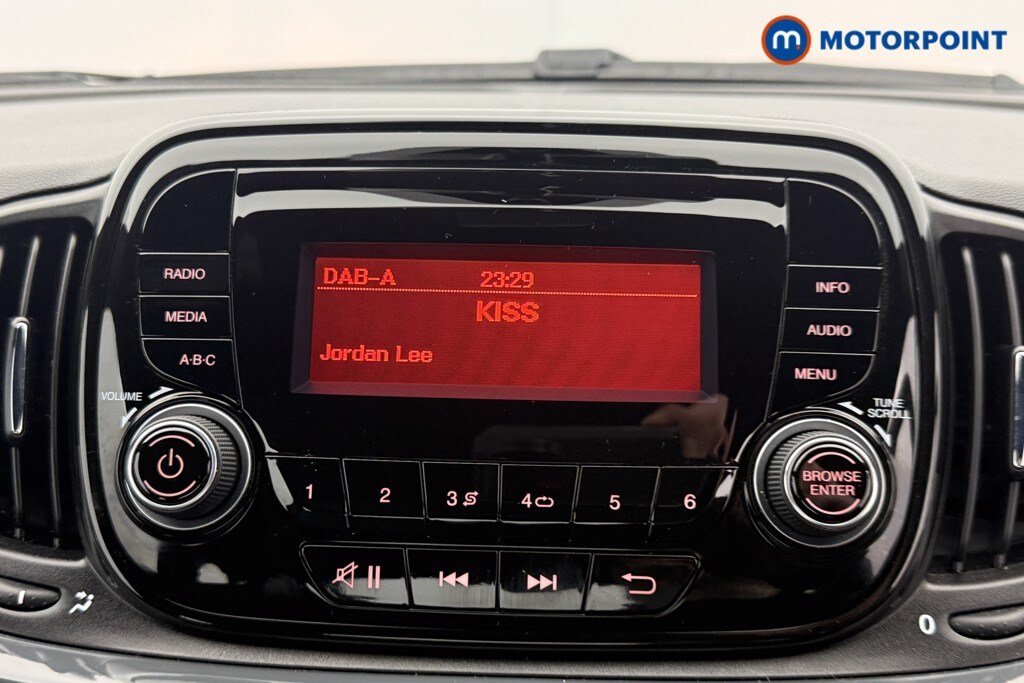 m MOTORPOINT
RADIO
MEDIA
A·B·C
VOLUME
DAB-A 23:29
KISS
Jordan Lee
INFO
AUDIO
MENU
TUNE
SCROLL
BROWSE
ENTER
1 2 3 4 5 6
0